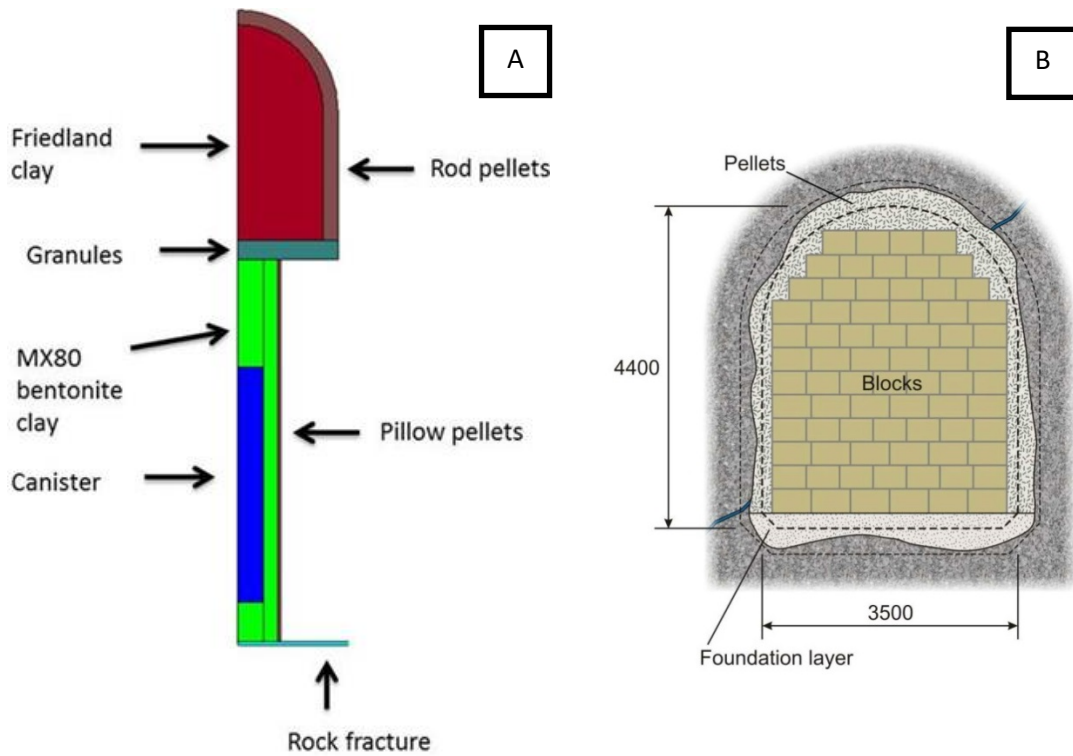 A
Friedland
clay
Rod pellets
Granules
MX80
bentonite
clay
Pillow pellets
Canister
Rock fracture
B
Pellets
4400
Blocks
3500
Foundation layer